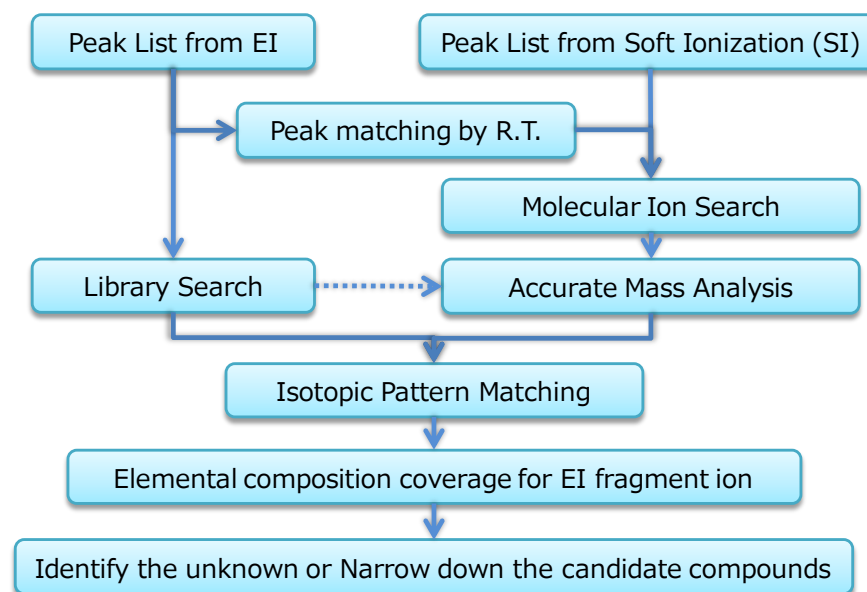 Peak List from EI
Peak List from Soft Ionization (SI)
Peak matching by R.T.
Molecular Ion Search
Library Search
Accurate Mass Analysis
Isotopic Pattern Matching
Elemental composition coverage for EI fragment ion
Identify the unknown or Narrow down the candidate compounds